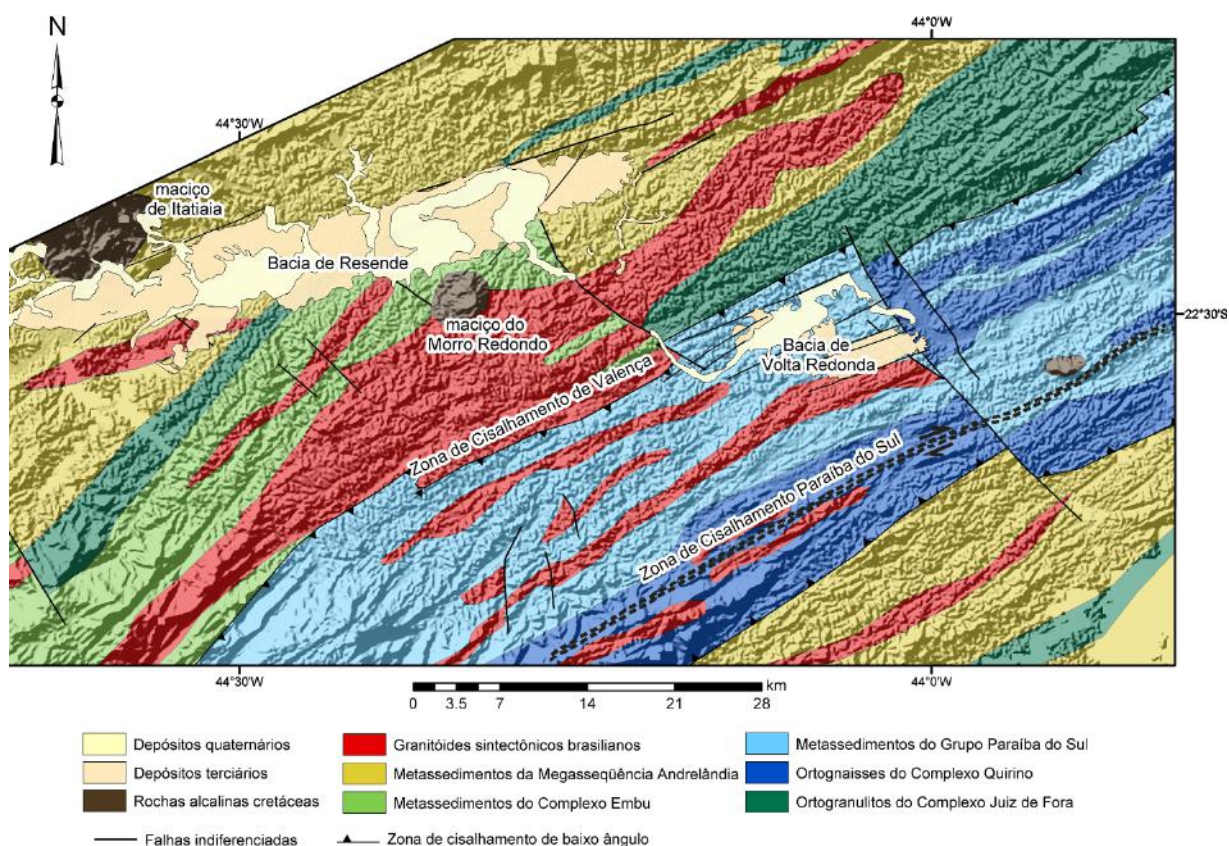 N
44°0'W
44°30'W
maciço
de Itatiaia
Bacia de Resende
maciço do
Morro Redondo
22°30'S
Bacia de
Volta Redonda
Zona de Cisalhamento de Valença
Zona de Cisalhamento Paraíba do Sul
44°30'W
44°0'W
km
0 3.5 7 14 21 28
Depósitos quaternários
Granitóides sintectônicos brasilianos
Metassedimentos do Grupo Paraíba do Sul
Depósitos terciários
Metassedimentos da Megasseqüência Andrelândia
Ortognaisses do Complexo Quirino
Rochas alcalinas cretáceas
Metassedimentos do Complexo Embu
Ortogranulitos do Complexo Juiz de Fora
Falhas indiferenciadas
Zona de cisalhamento de baixo ângulo